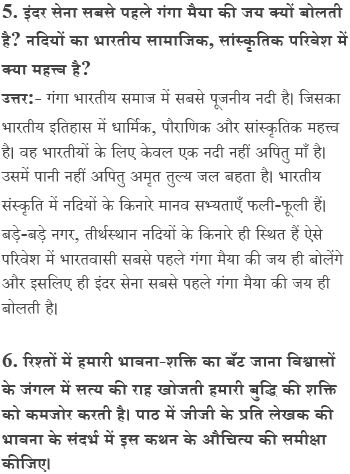 5. इंदर सेना सबसे पहले गंगा मैया की जय क्यों बोलती
है? नदियों का भारतीय सामाजिक, सांस्कृतिक परिवेश में
क्या महत्त्व है?
उत्तर:- गंगा भारतीय समाज में सबसे पूजनीय नदी है। जिसका
भारतीय इतिहास में धार्मिक, पौराणिक और सांस्कृतिक महत्त्व
है। वह भारतीयों के लिए केवल एक नदी नहीं अपितु माँ है।
उसमें पानी नहीं अपितु अमृत तुल्य जल बहता है। भारतीय
संस्कृति में नदियों के किनारे मानव सभ्यताएँ फली-फूली हैं।
बड़े-बड़े नगर, तीर्थस्थान नदियों के किनारे ही स्थित हैं ऐसे
परिवेश में भारतवासी सबसे पहले गंगा मैया की जय ही बोलेंगे
और इसलिए ही इंदर सेना सबसे पहले गंगा मैया की जय ही
बोलती है।
6. रिश्तों में हमारी भावना-शक्ति का बँट जाना विश्वासों
के जंगल में सत्य की राह खोजती हमारी बुद्धि की शक्ति
को कमजोर करती है। पाठ में जीजी के प्रति लेखक की
भावना के संदर्भ में इस कथन के औचित्य की समीक्षा
कीजिए।